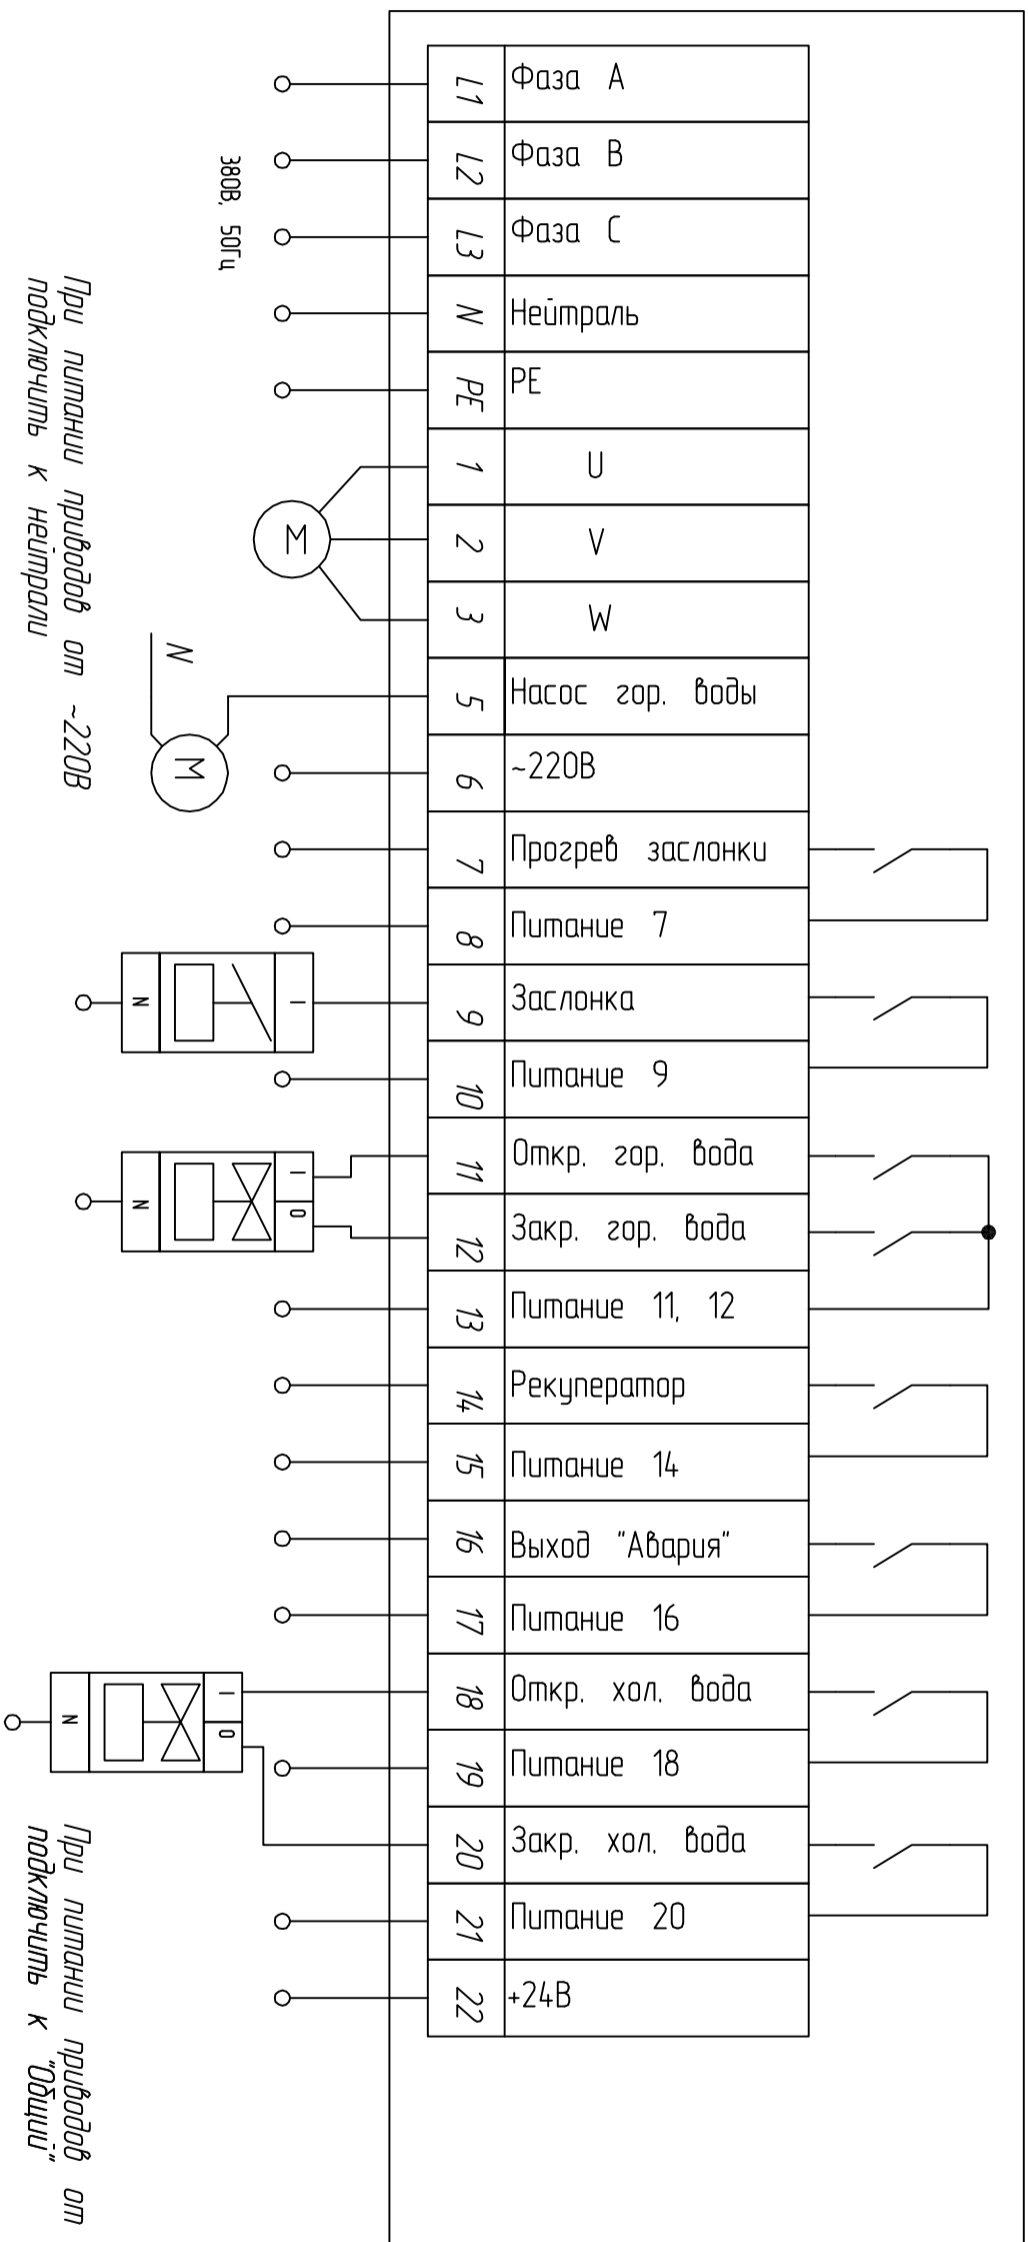 L1 Фаза А
L2 Фаза В
L3 Фаза С
N Нейтраль
PE PE
1 U
2 V
3 W
5 Насос гор. воды
6 ~220В
7 Прогрев заслонки
8 Питание 7
9 Заслонка
10 Питание 9
11 Откр. гор. вода
12 Закр. гор. вода
13 Питание 11, 12
14 Рекуператор
15 Питание 14
16 Выход "Авария"
17 Питание 16
18 Откр. хол. вода
19 Питание 18
20 Закр. хол. вода
21 Питание 20
22 +24В
380В, 50Гц
M
N
M
I
N
I
O
N
I
O
N
При питании приводов от ~220В
подключить к нейтрали
При питании приводов от
подключить к "Общий"